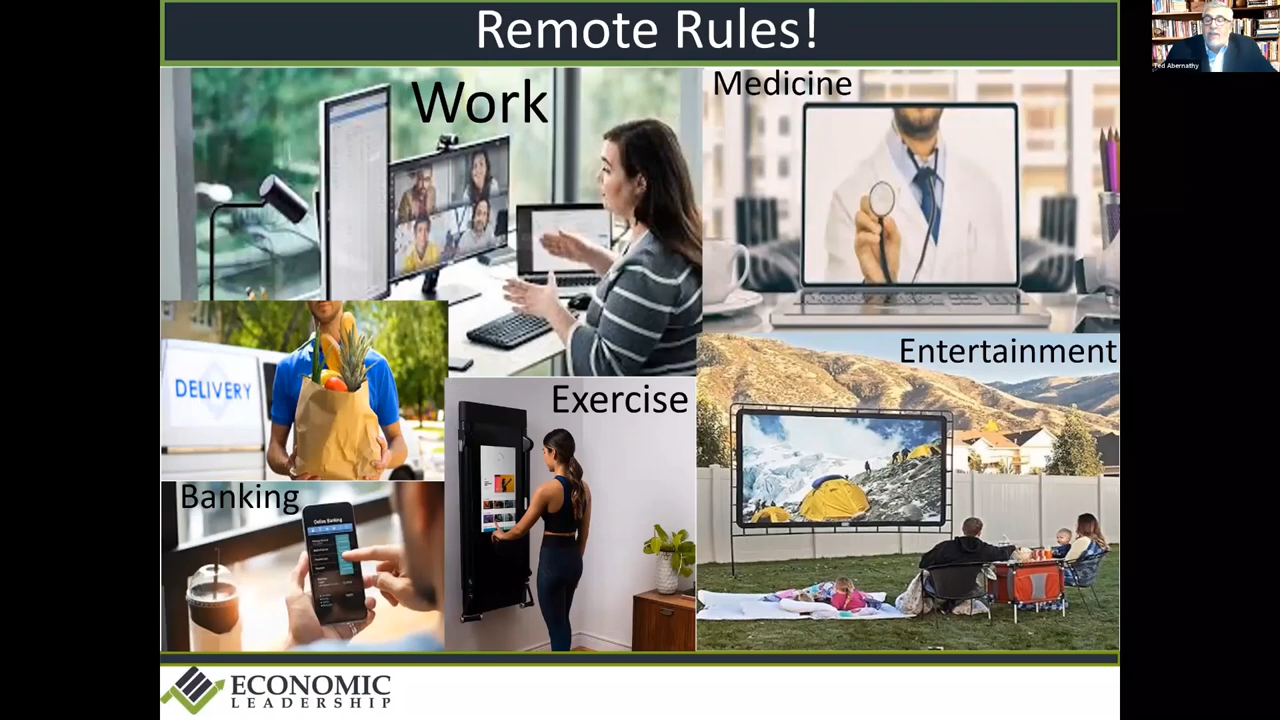 Remote Rules!
Ted Abernathy
Work
Medicine
DELIVERY
Entertainment
Exercise
Banking
Online Banking
ECONOMIC
LEADERSHIP